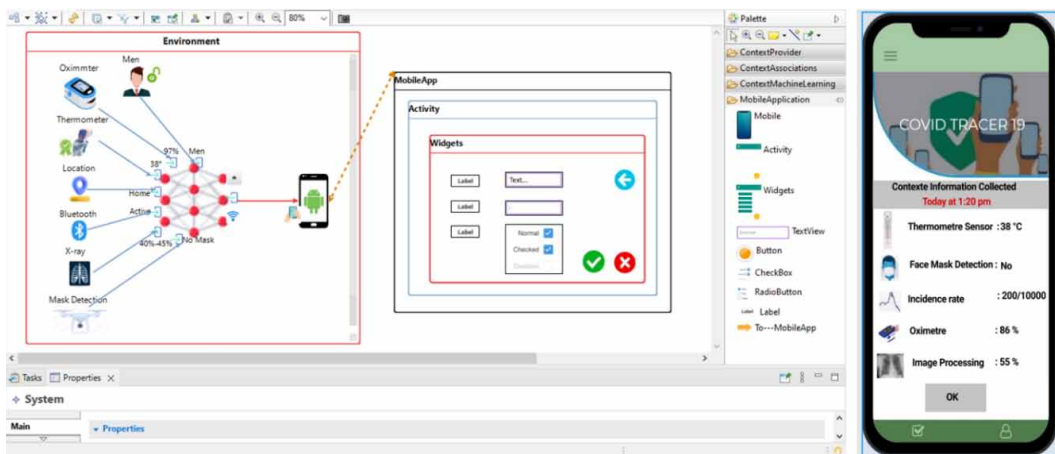 80%
Palette
Environment
Men
Oximmter
Thermometer
97%
Men
38°
Location
Home
Bluetooth
Active
X-ray
40%-45%
No Mask
Mask Detection
MobileApp
Activity
Widgets
Label
Text...
Label
Label
Normal
Checked
ContextProvider
ContextAssociations
ContextMachineLearning
MobileApplication
Mobile
Activity
Widgets
TextView
Button
CheckBox
RadioButton
Label
Label
To---MobileApp
Tasks
Properties
System
Main
Properties
COVID TRACER 19
Contexte Information Collected
Today at 1:20 pm
Thermometre Sensor :38 °C
Face Mask Detection : No
Incidence rate : 200/10000
Oximetre : 86 %
Image Processing : 55 %
OK